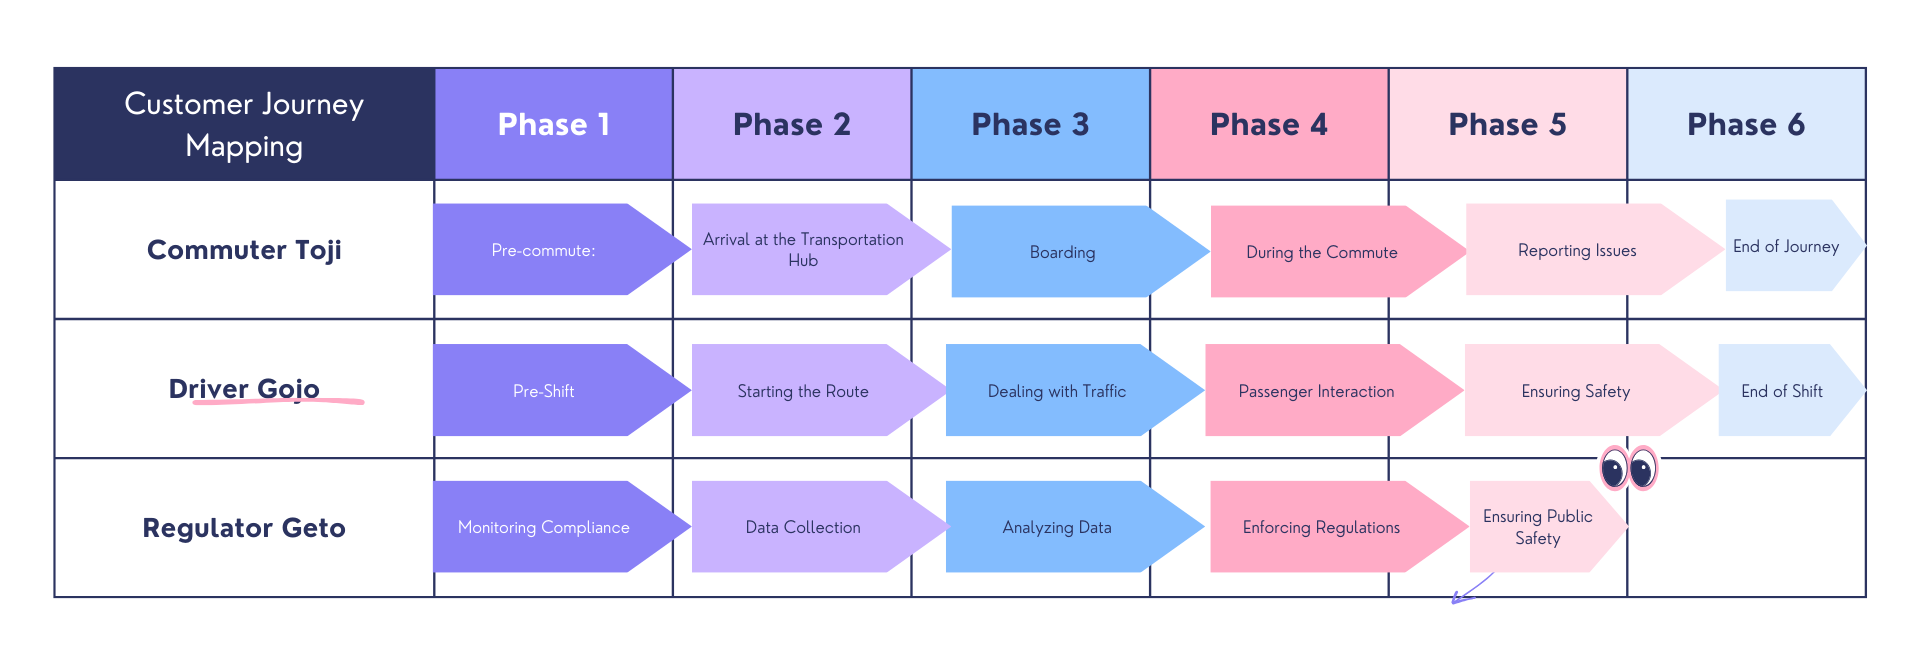 Customer Journey
Mapping
Phase 1
Phase 2
Phase 3
Phase 4
Phase 5
Phase 6
Commuter Toji
Pre-commute:
Arrival at the Transportation
Hub
Boarding
During the Commute
Reporting Issues
End of Journey
Driver Gojo
Pre-Shift
Starting the Route
Dealing with Traffic
Passenger Interaction
Ensuring Safety
End of Shift
Regulator Geto
Monitoring Compliance
Data Collection
Analyzing Data
Enforcing Regulations
Ensuring Public
Safety